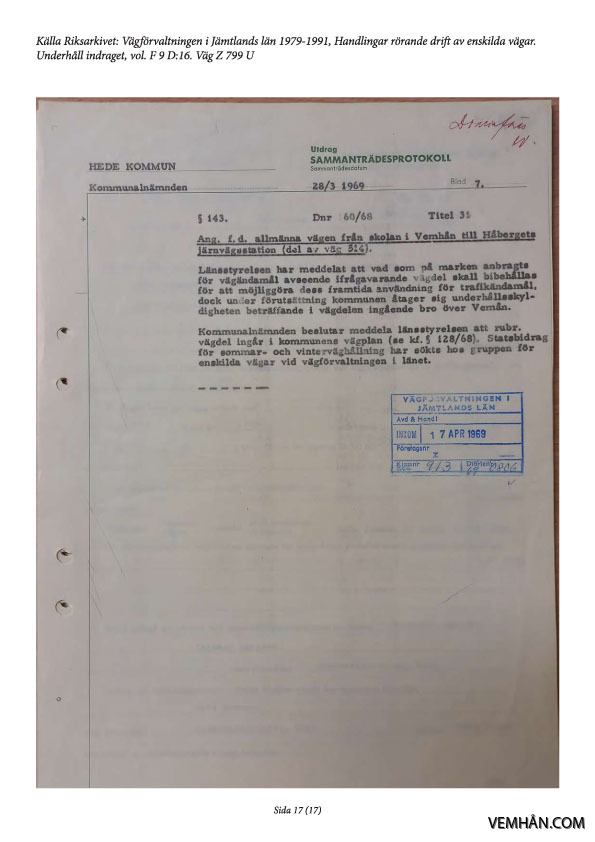 Källa Riksarkivet: Vägförvaltningen i Jämtlands län 1979-1991, Handlingar rörande drift av enskilda vägar.
Underhåll indraget, vol. F 9 D:16. Väg Z 799 U
Utdrag
SAMMANTRÄDESPROTOKOLL
HEDE KOMMUN
Sammanträdesdatum
Kommunalnämnden
28/3 1969
Blad 7.
§ 143. Dnr 60/68 Titel 31
Ang. f.d. allmänna vägen från skolan i Vemhån till Håbergets
järnvägsstation (del av väg 514).
Länsstyrelsen har meddelat att vad som på marken anbragts
för vägändamål avseende ifrågavarande vägdel skall bibehållas
för att möjliggöra dess framtida användning för trafikändamål,
dock under förutsättning kommunen åtager sig underhållsskyl-
digheten beträffande i vägdelen ingående bro över Vemån.
Kommunalnämnden beslutar meddela länsstyrelsen att rubr.
vägdel ingår i kommunens vägplan (se kf. § 128/68). Statsbidrag
för sommar- och vinterväghållning har sökts hos gruppen för
enskilda vägar vid vägförvaltningen i länet.
VÄGFÖRVALTNINGEN I
JÄMTLANDS LÄN
Avd & Handl
INKOM 17 APR 1969
Företagsnr
Z
913
Sida 17 (17)
VEMHÅN.COM